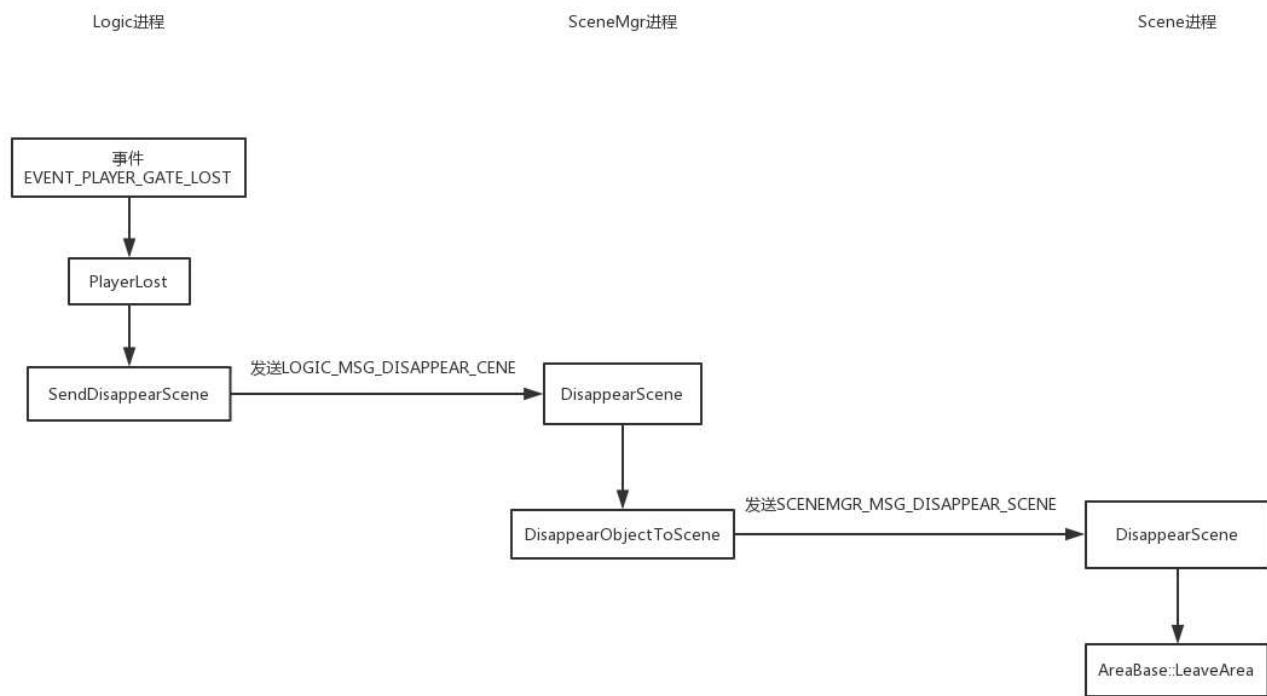 Logic进程
SceneMgr进程
Scene进程
事件
EVENT_PLAYER_GATE_LOST
PlayerLost
发送LOGIC_MSG_DISAPPEAR_CENE
SendDisappearScene
DisappearScene
发送SCENEMGR_MSG_DISAPPEAR_SCENE
DisappearObjectToScene
DisappearScene
AreaBase::LeaveArea